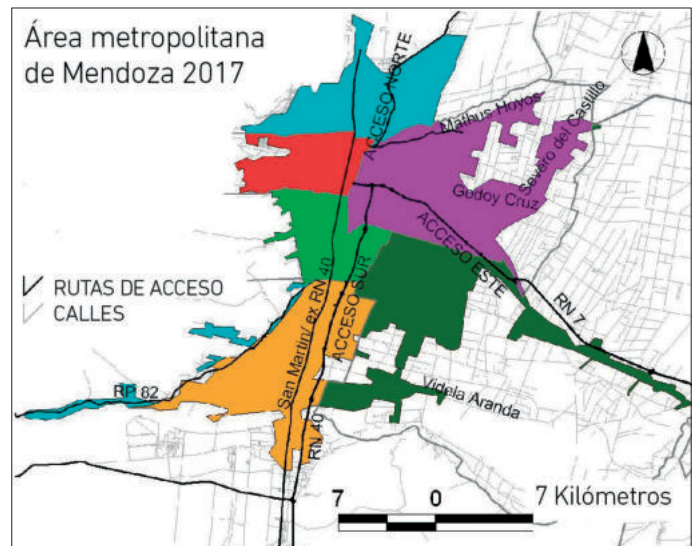 Área metropolitana
de Mendoza 2017
ACCESO NORTE
Mathus Hoyos
Severo del Castillo
Godoy Cruz
ACCESO ESTE
RN 7
ACCESO SUR
San Martin/ ex RN 40
RUTAS DE ACCESO
CALLES
RP 82
Videla Aranda
RN 40
7 0 7 Kilómetros